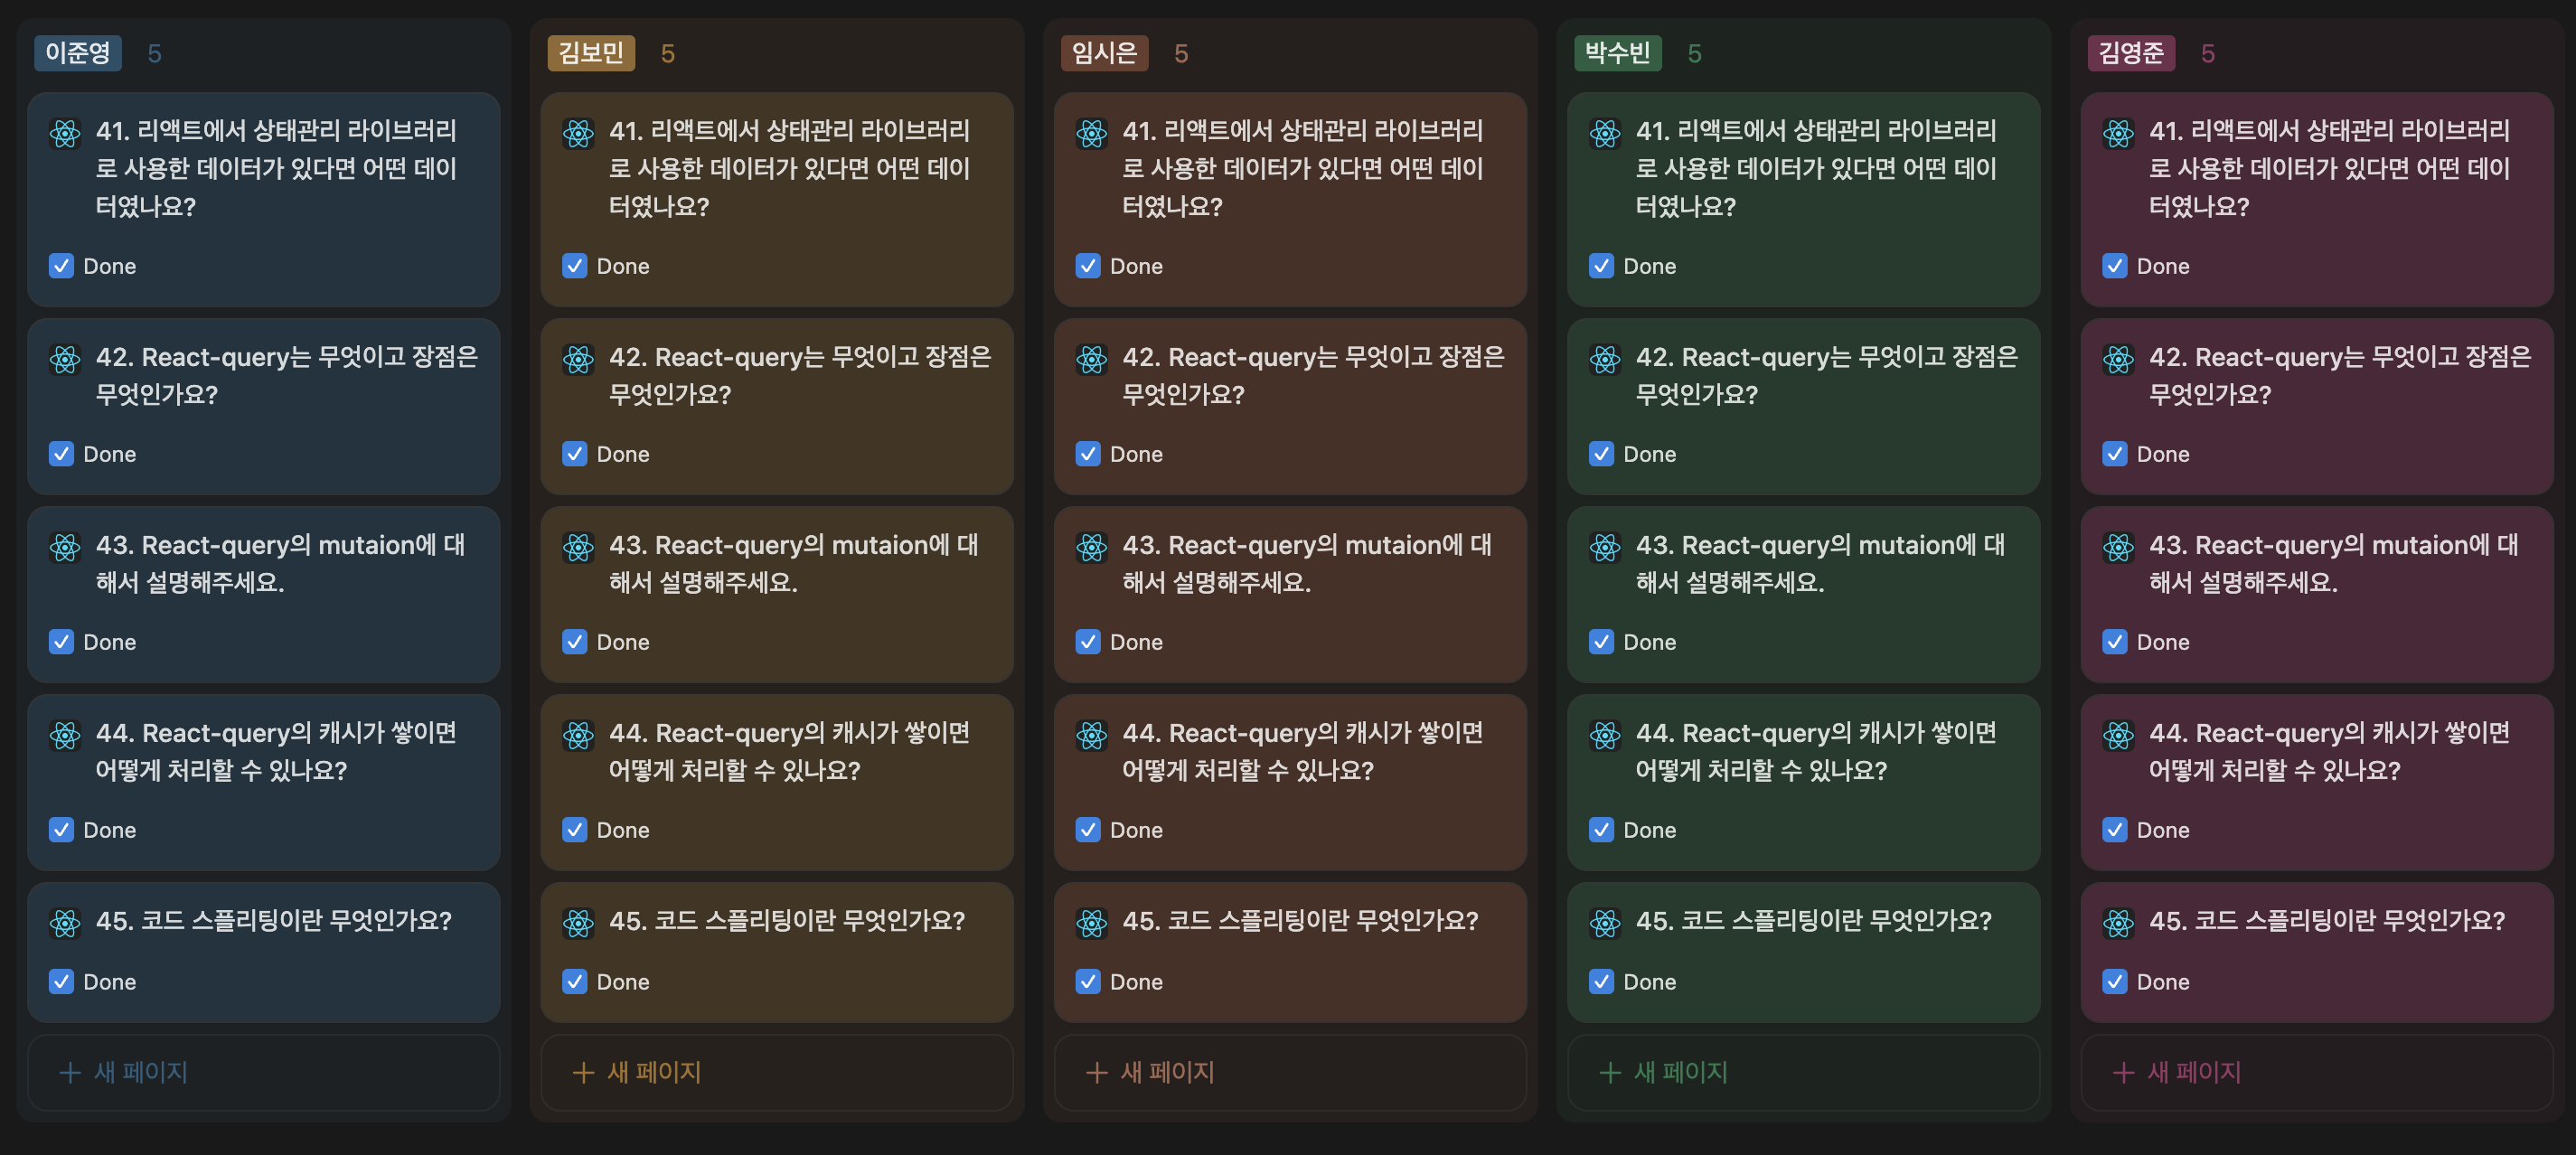 이준영 5
41. 리액트에서 상태관리 라이브러리
로 사용한 데이터가 있다면 어떤 데이
터였나요?
Done
42. React-query는 무엇이고 장점은
무엇인가요?
Done
43. React-query의 mutaion에 대
해서 설명해주세요.
Done
44. React-query의 캐시가 쌓이면
어떻게 처리할 수 있나요?
Done
45. 코드 스플리팅이란 무엇인가요?
Done
+ 새 페이지
김보민 5
41. 리액트에서 상태관리 라이브러리
로 사용한 데이터가 있다면 어떤 데이
터였나요?
Done
42. React-query는 무엇이고 장점은
무엇인가요?
Done
43. React-query의 mutaion에 대
해서 설명해주세요.
Done
44. React-query의 캐시가 쌓이면
어떻게 처리할 수 있나요?
Done
45. 코드 스플리팅이란 무엇인가요?
Done
+ 새 페이지
임시은 5
41. 리액트에서 상태관리 라이브러리
로 사용한 데이터가 있다면 어떤 데이
터였나요?
Done
42. React-query는 무엇이고 장점은
무엇인가요?
Done
43. React-query의 mutaion에 대
해서 설명해주세요.
Done
44. React-query의 캐시가 쌓이면
어떻게 처리할 수 있나요?
Done
45. 코드 스플리팅이란 무엇인가요?
Done
+ 새 페이지
박수빈 5
41. 리액트에서 상태관리 라이브러리
로 사용한 데이터가 있다면 어떤 데이
터였나요?
Done
42. React-query는 무엇이고 장점은
무엇인가요?
Done
43. React-query의 mutaion에 대
해서 설명해주세요.
Done
44. React-query의 캐시가 쌓이면
어떻게 처리할 수 있나요?
Done
45. 코드 스플리팅이란 무엇인가요?
Done
+ 새 페이지
김영준 5
41. 리액트에서 상태관리 라이브러리
로 사용한 데이터가 있다면 어떤 데이
터였나요?
Done
42. React-query는 무엇이고 장점은
무엇인가요?
Done
43. React-query의 mutaion에 대
해서 설명해주세요.
Done
44. React-query의 캐시가 쌓이면
어떻게 처리할 수 있나요?
Done
45. 코드 스플리팅이란 무엇인가요?
Done
+ 새 페이지